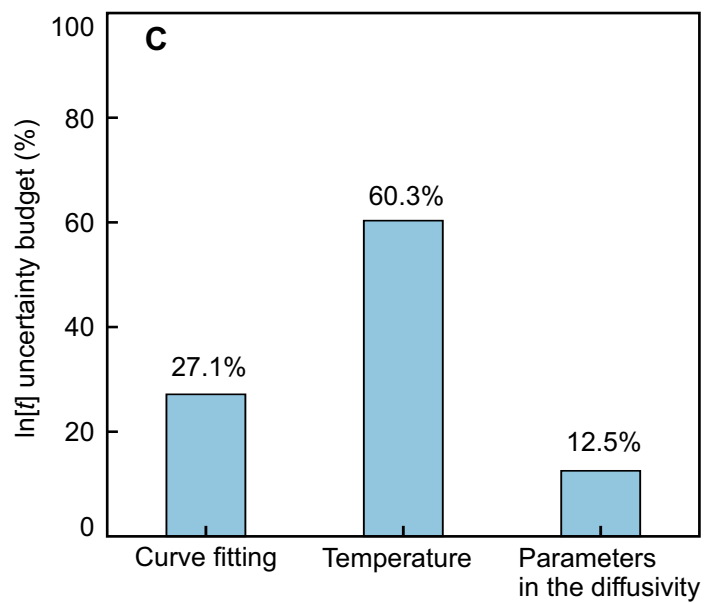 C
ln[t] uncertainty budget (%)
100
80
60
40
20
0
27.1%
60.3%
12.5%
Curve fitting
Temperature
Parameters
in the diffusivity